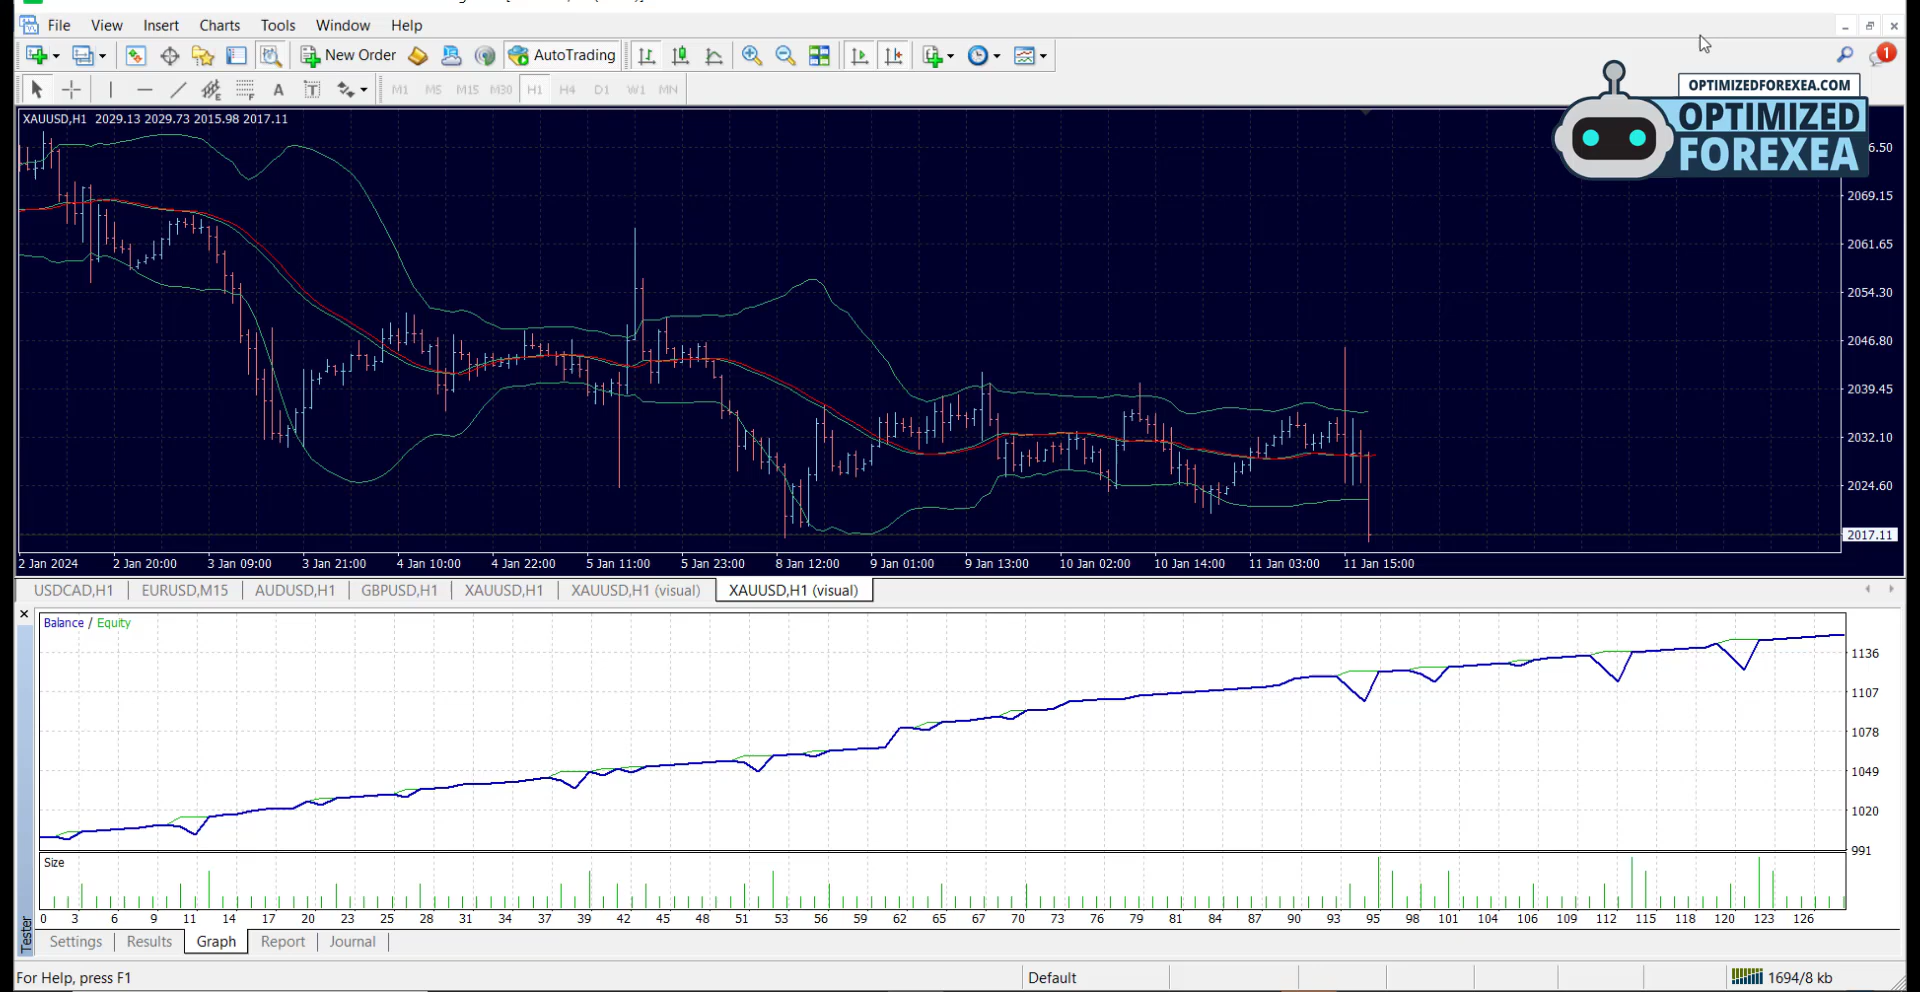 File View Insert Charts Tools Window Help
New Order AutoTrading 1
A T M1 M5 M15 M30 H1 H4 D1 W1 MN
OPTIMIZEDFOREXEA.COM
OPTIMIZED
FOREXEA
XAUUSD,H1 2029.13 2029.73 2015.98 2017.11
6.50
2069.15
2061.65
2054.30
2046.80
2039.45
2032.10
2024.60
2017.11
2 Jan 2024 2 Jan 20:00 3 Jan 09:00 3 Jan 21:00 4 Jan 10:00 4 Jan 22:00 5 Jan 11:00 5 Jan 23:00 8 Jan 12:00 9 Jan 01:00 9 Jan 13:00 10 Jan 02:00 10 Jan 14:00 11 Jan 03:00 11 Jan 15:00
USDCAD,H1 EURUSD,M15 AUDUSD,H1 GBPUSD,H1 XAUUSD,H1 XAUUSD,H1 (visual) XAUUSD,H1 (visual)
Balance / Equity
1136
1107
1078
1049
1020
991
Size
0 3 6 9 11 14 17 20 23 25 28 31 34 37 39 42 45 48 51 53 56 59 62 65 67 70 73 76 79 81 84 87 90 93 95 98 101 104 106 109 112 115 118 120 123 126
Tester
Settings Results Graph Report Journal
For Help, press F1 Default 1694/8 kb